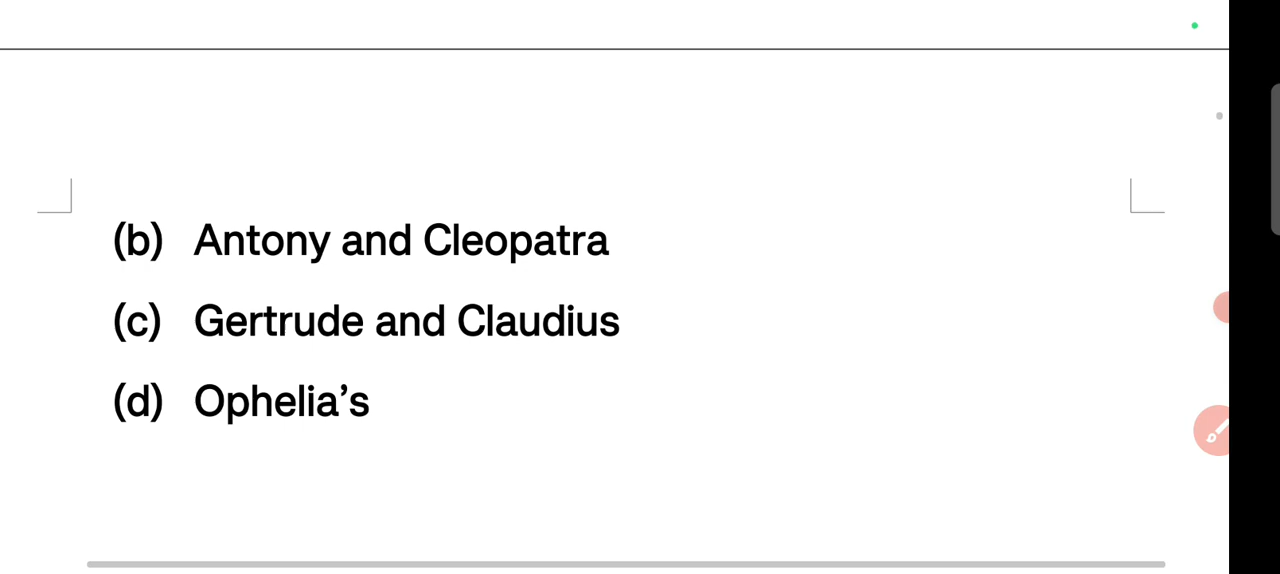 (b) Antony and Cleopatra
(c) Gertrude and Claudius
(d) Ophelia’s